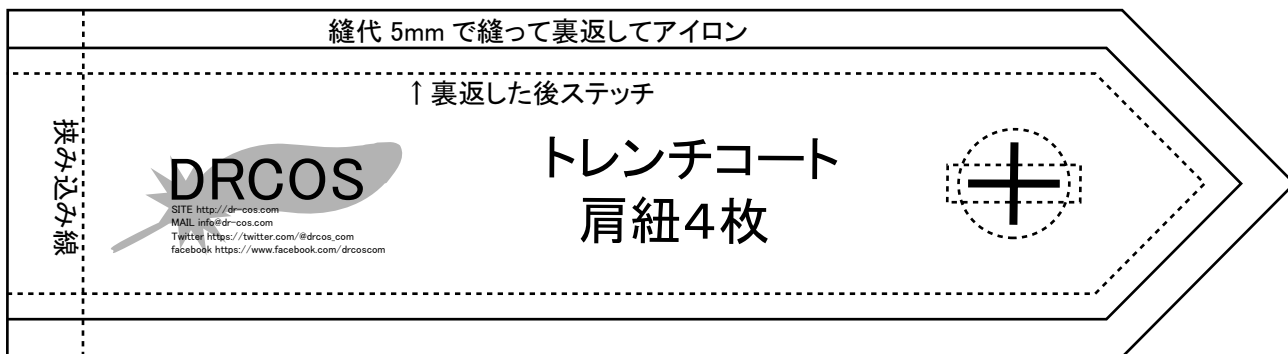 縫代 5mm で縫って裏返してアイロン
↑裏返した後ステッチ
挟み込み線
DRCOS
SITE http://dr-cos.com
MAIL info@dr-cos.com
Twitter https://twitter.com/@drcos_com
facebook https://www.facebook.com/drcoscom
トレンチコート
肩紐4枚